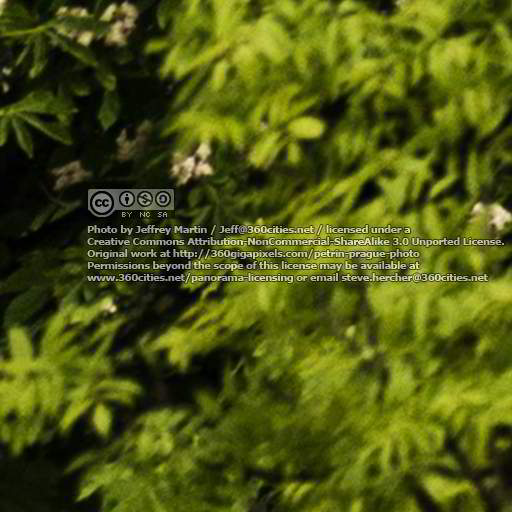 cc
BY NC SA
Photo by Jeffrey Martin / Jeff@360cities.net / licensed under a
Creative Commons Attribution-NonCommercial-ShareAlike 3.0 Unported License.
Original work at http://360gigapixels.com/petrin-prague-photo
Permissions beyond the scope of this license may be available at
www.360cities.net/panorama-licensing or email steve.hercher@360cities.net